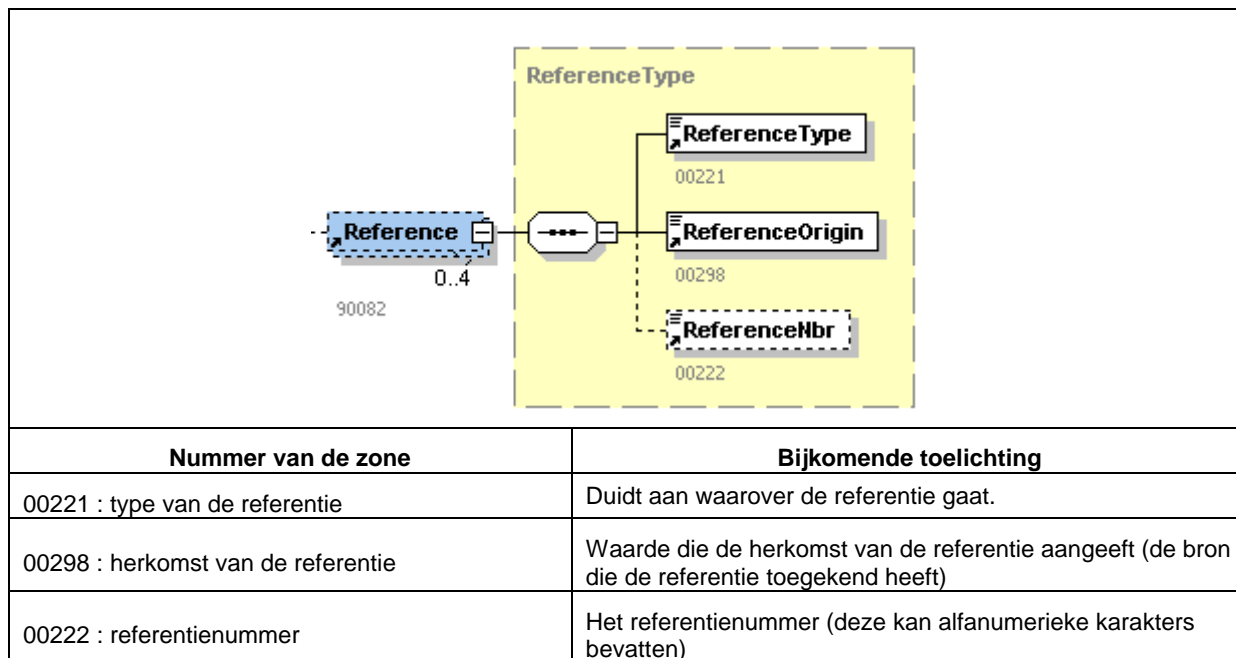 ReferenceType
ReferenceType
00221
Reference
0..4
90082
ReferenceOrigin
00298
ReferenceNbr
00222
Nummer van de zone
Bijkomende toelichting
00221 : type van de referentie
Duidt aan waarover de referentie gaat.
00298 : herkomst van de referentie
Waarde die de herkomst van de referentie aangeeft (de bron
die de referentie toegekend heeft)
00222 : referentienummer
Het referentienummer (deze kan alfanumerieke karakters
bevatten)